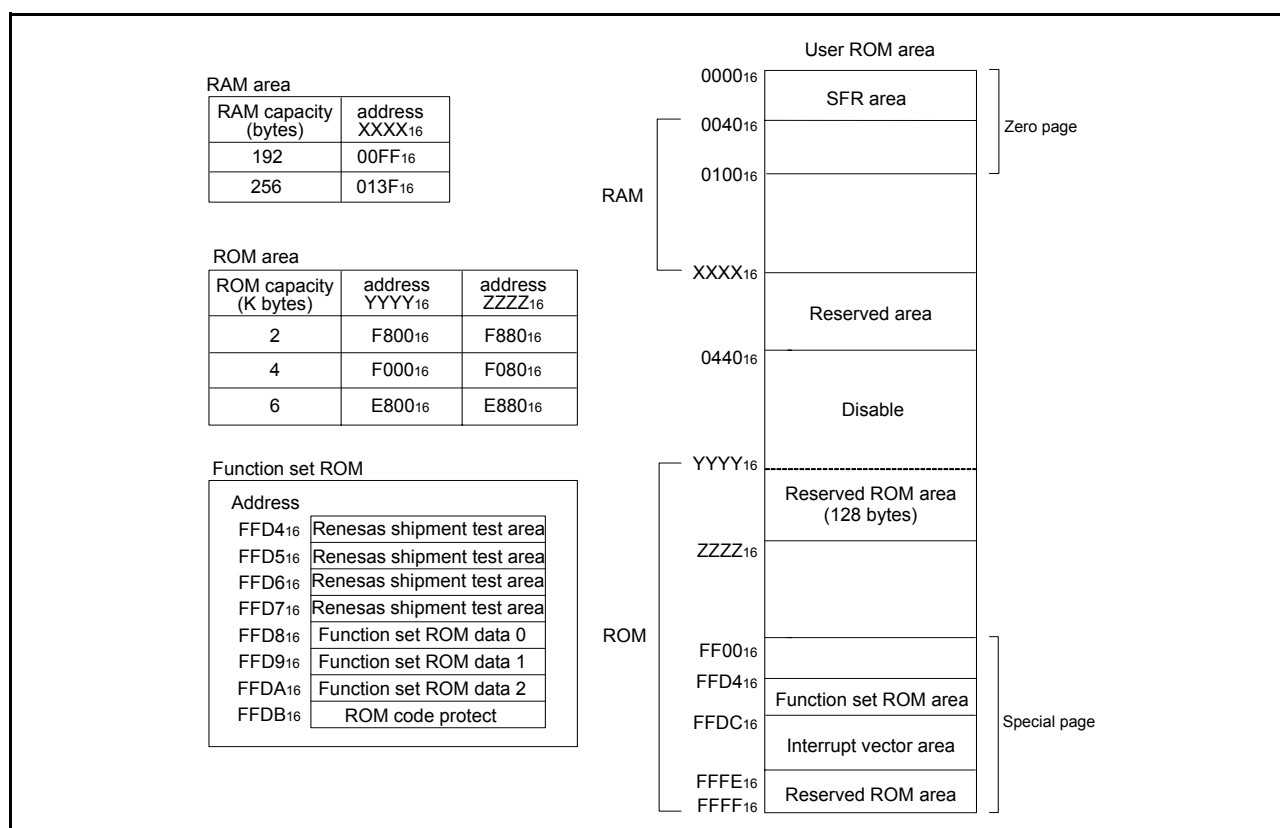 RAM area
RAM capacity (bytes) address XXXX16
192 00FF16
256 013F16
ROM area
ROM capacity (K bytes) address YYYY16 address ZZZZ16
2 F80016 F88016
4 F00016 F08016
6 E80016 E88016
Function set ROM
Address
FFD416 Renesas shipment test area
FFD516 Renesas shipment test area
FFD616 Renesas shipment test area
FFD716 Renesas shipment test area
FFD816 Function set ROM data 0
FFD916 Function set ROM data 1
FFDA16 Function set ROM data 2
FFDB16 ROM code protect
User ROM area
000016
SFR area
004016
Zero page
010016
RAM
XXXX16
Reserved area
044016
Disable
YYYY16
Reserved ROM area
(128 bytes)
ZZZZ16
ROM
FF0016
FFD416
Function set ROM area
FFDC16
Special page
Interrupt vector area
FFFE16
Reserved ROM area
FFFF16